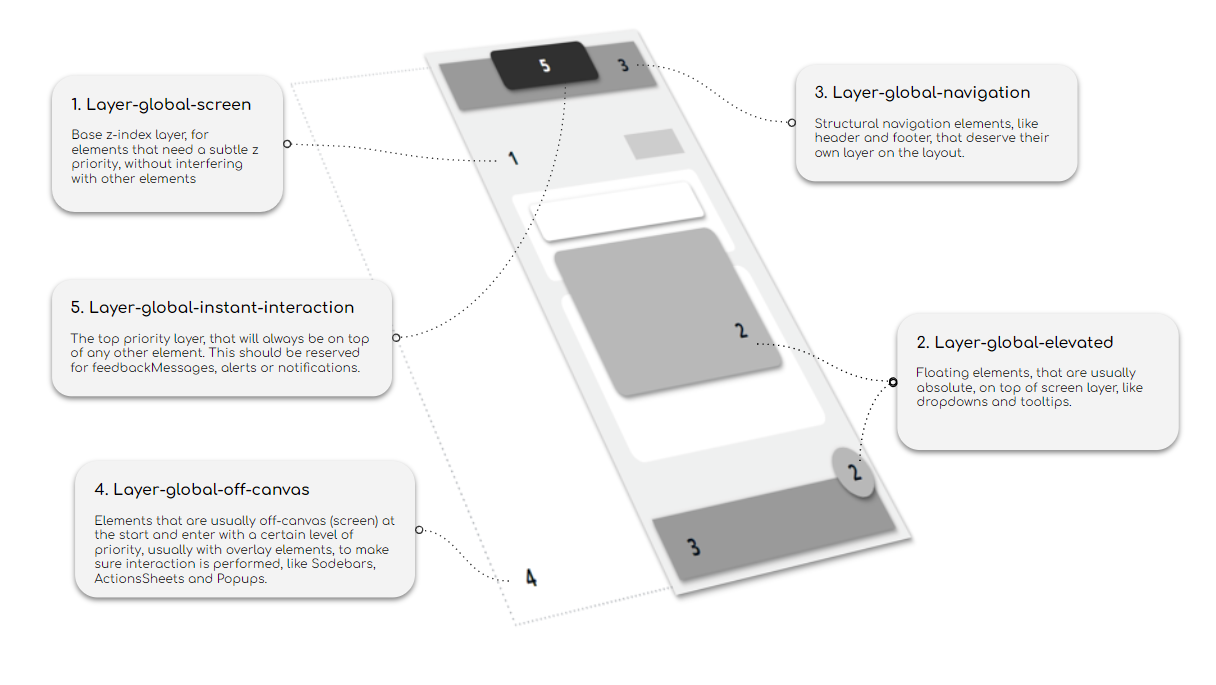 1. Layer-global-screen
Base z-index layer, for
elements that need a subtle z
priority, without interfering
with other elements
5. Layer-global-instant-interaction
The top priority layer, that will always be on top
of any other element. This should be reserved
for feedbackMessages, alerts or notifications.
4. Layer-global-off-canvas
Elements that are usually off-canvas (screen) at
the start and enter with a certain level of
priority, usually with overlay elements, to make
sure interaction is performed, like Sodebars,
ActionsSheets and Popups.
5
3
1
2
2
3
4
3. Layer-global-navigation
Structural navigation elements, like
header and footer, that deserve their
own layer on the layout.
2. Layer-global-elevated
Floating elements, that are usually
absolute, on top of screen layer, like
dropdowns and tooltips.